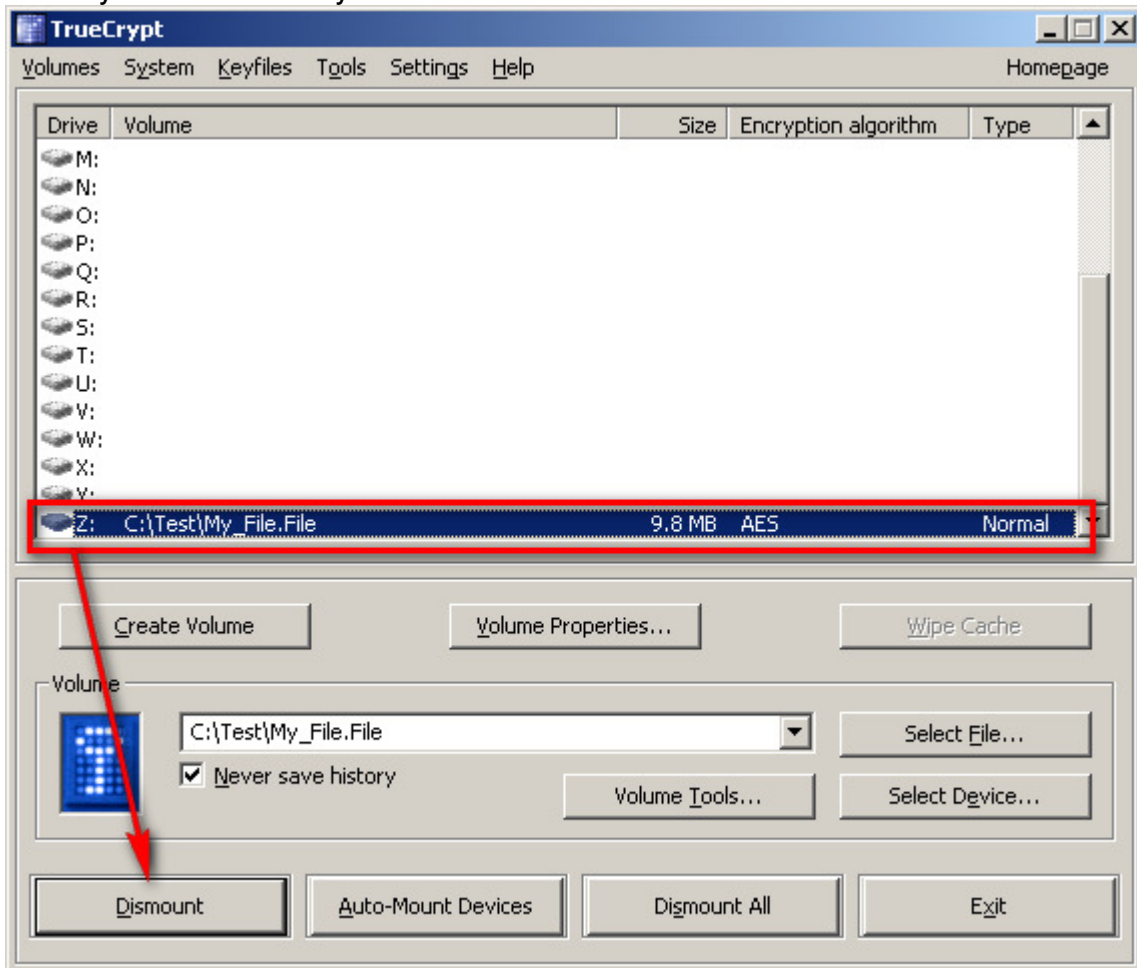 TrueCrypt
Volumes System Keyfiles Tools Settings Help Homepage
Drive Volume Size Encryption algorithm Type
M:
N:
O:
P:
Q:
R:
S:
T:
U:
V:
W:
X:
Y:
Z: C:\Test\My_File.File 9.8 MB AES Normal
Create Volume Volume Properties... Wipe Cache
Volume
C:\Test\My_File.File Select File...
Never save history
Volume Tools... Select Device...
Dismount Auto-Mount Devices Dismount All Exit